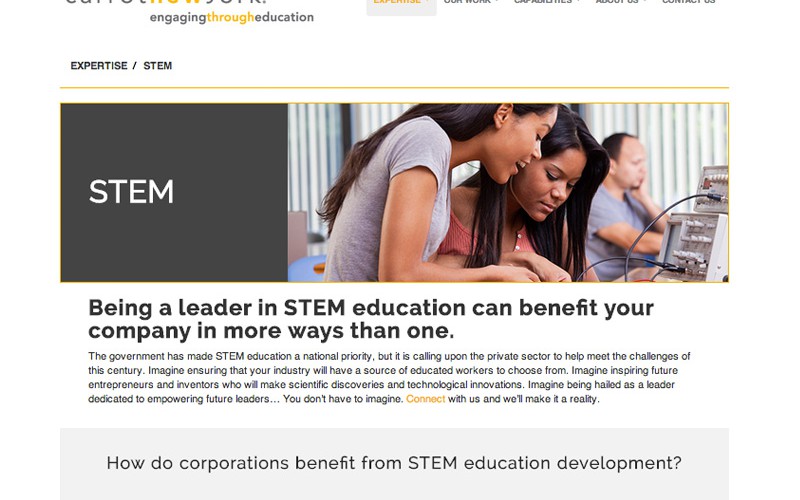 engagingthrougheducation
EXPERTISE
OUR WORK
CAPABILITIES
ABOUT US
CONTACT US
EXPERTISE / STEM
STEM
Being a leader in STEM education can benefit your
company in more ways than one.
The government has made STEM education a national priority, but it is calling upon the private sector to help meet the challenges of
this century. Imagine ensuring that your industry will have a source of educated workers to choose from. Imagine inspiring future
entrepreneurs and inventors who will make scientific discoveries and technological innovations. Imagine being hailed as a leader
dedicated to empowering future leaders… You don't have to imagine. Connect with us and we'll make it a reality.
How do corporations benefit from STEM education development?